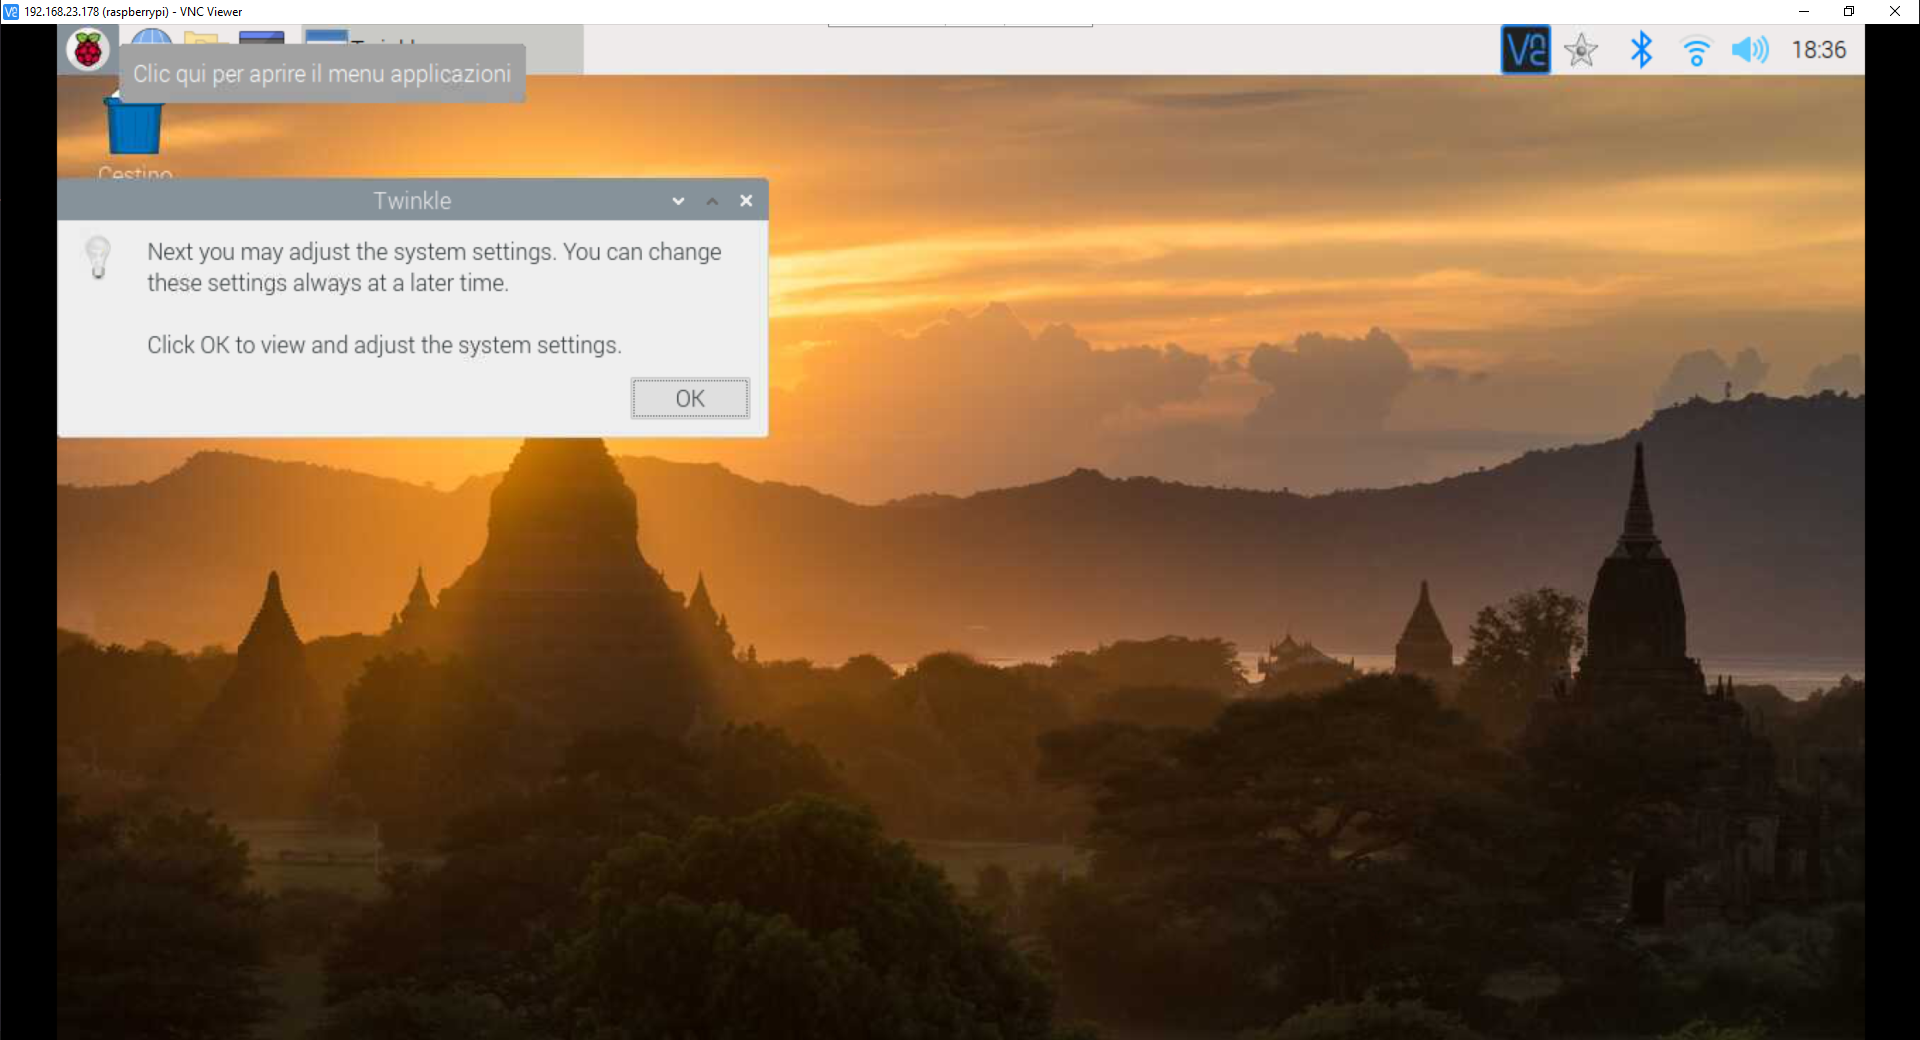 192.168.23.178 (raspberrypi) - VNC Viewer
18:36
Clic qui per aprire il menu applicazioni
Cestino
Twinkle
Next you may adjust the system settings. You can change
these settings always at a later time.
Click OK to view and adjust the system settings.
OK